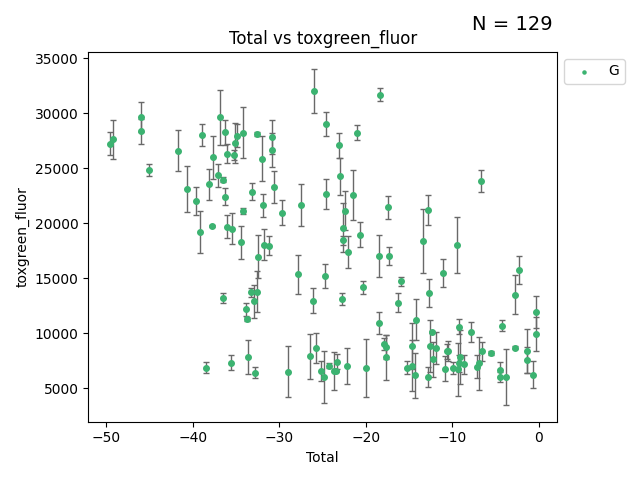 N = 129
Total vs toxgreen_fluor
G
toxgreen_fluor
35000
30000
25000
20000
15000
10000
5000
−50 −40 −30 −20 −10 0
Total